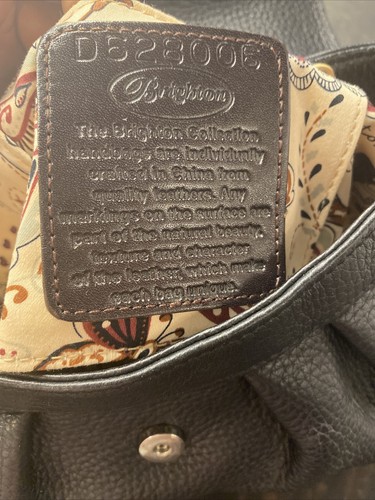 D628006
Brighton
The Brighton Collection
handbags are individually
crafted in China from
quality leathers. Any
markings on the surface are
part of the natural beauty,
texture and character
of the leather, which make
each bag unique.